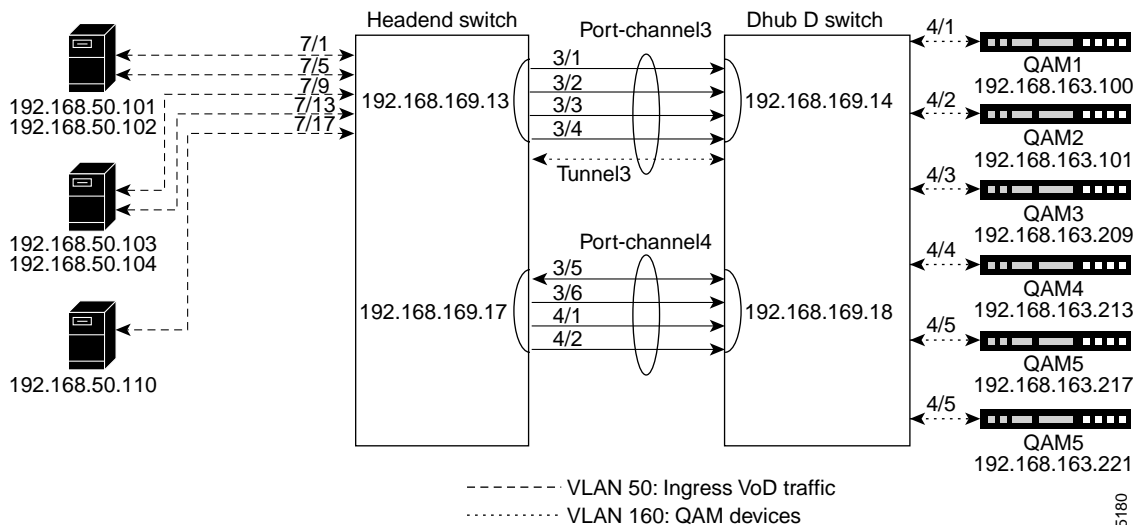 Headend switch
Port-channel3
Dhub D switch
7/1
7/5
7/9
7/13
7/17
192.168.50.101
192.168.50.102
192.168.50.103
192.168.50.104
192.168.50.110
192.168.169.13
3/1
3/2
3/3
3/4
Tunnel3
192.168.169.14
Port-channel4
192.168.169.17
3/5
3/6
4/1
4/2
192.168.169.18
4/1
QAM1
192.168.163.100
4/2
QAM2
192.168.163.101
4/3
QAM3
192.168.163.209
4/4
QAM4
192.168.163.213
4/5
QAM5
192.168.163.217
4/5
QAM5
192.168.163.221
VLAN 50: Ingress VoD traffic
VLAN 160: QAM devices